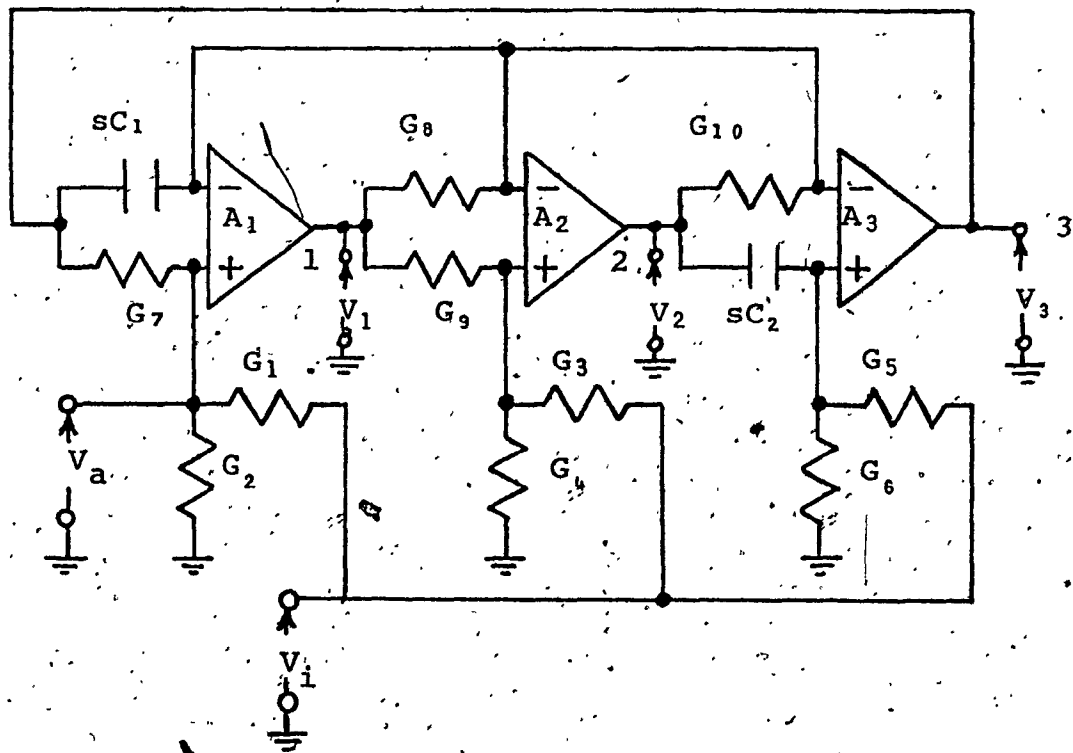 sC₁
G₈
G₁₀
− A₁ +
− A₂ +
− A₃ +
1
2
3
G₇
G₉
sC₂
V₁
V₂
V₃
G₁
G₃
G₅
Vₐ
G₂
G₄
G₆
Vᵢ